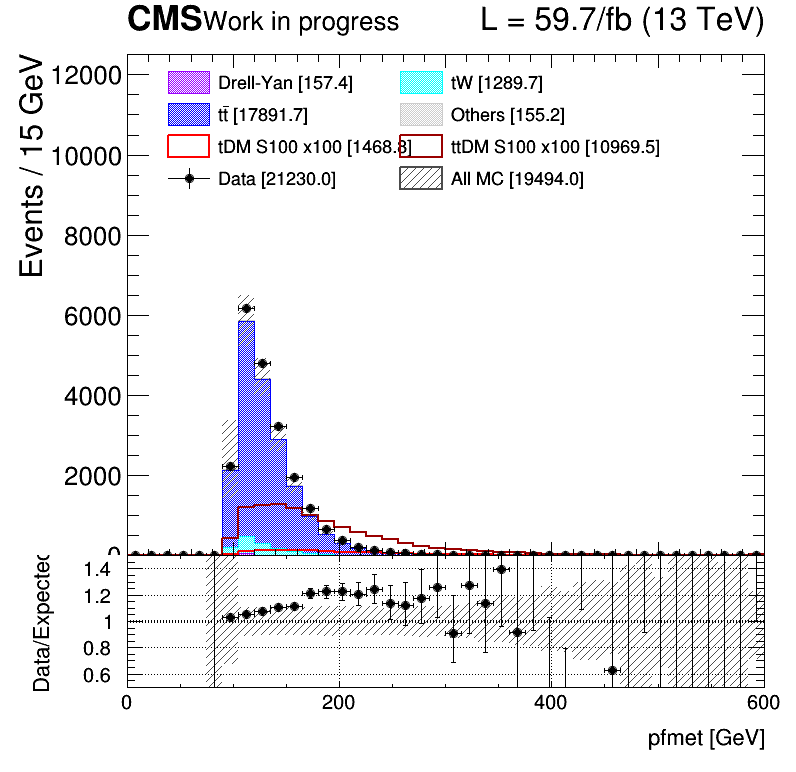 CMS Work in progress L = 59.7/fb (13 TeV)
Events / 15 GeV
12000
10000
8000
6000
4000
2000
0
Drell-Yan [157.4] tW [1289.7]
tt̄ [17891.7] Others [155.2]
tDM S100 x100 [1468.8] ttDM S100 x100 [10969.5]
Data [21230.0] All MC [19494.0]
Data/Expected
1.4
1.2
1
0.8
0.6
0 200 400 600
pfmet [GeV]